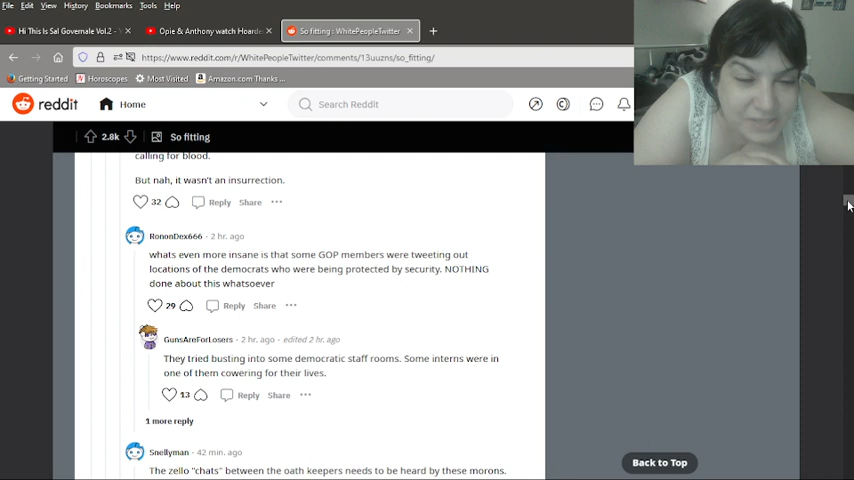 File Edit View History Bookmarks Tools Help
Hi This Is Sal Governale Vol.2 - Y
Opie & Anthony watch Hoarde
So fitting : WhitePeopleTwitter
https://www.reddit.com/r/WhitePeopleTwitter/comments/13uuzns/so_fitting/
Getting Started Horoscopes Most Visited Amazon.com Thanks ...
reddit Home Search Reddit
2.8k So fitting
calling for blood.
But nah, it wasn't an insurrection.
32 Reply Share ...
RononDex666 · 2 hr. ago
whats even more insane is that some GOP members were tweeting out
locations of the democrats who were being protected by security. NOTHING
done about this whatsoever
29 Reply Share ...
GunsAreForLosers · 2 hr. ago · edited 2 hr. ago
They tried busting into some democratic staff rooms. Some interns were in
one of them cowering for their lives.
13 Reply Share ...
1 more reply
Snellyman · 42 min. ago
The zello "chats" between the oath keepers needs to be heard by these morons.
Back to Top